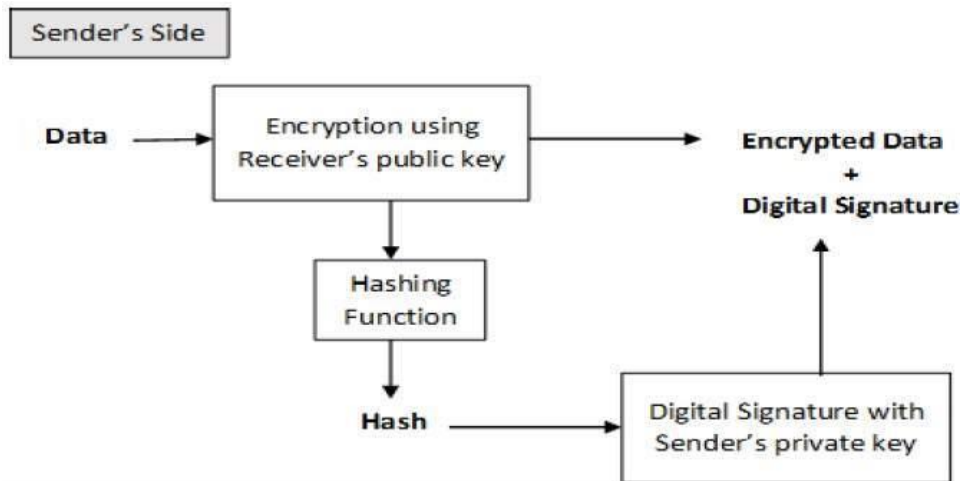 Sender’s Side
Data
Encryption using
Receiver’s public key
Encrypted Data
+
Digital Signature
Hashing
Function
Hash
Digital Signature with
Sender’s private key